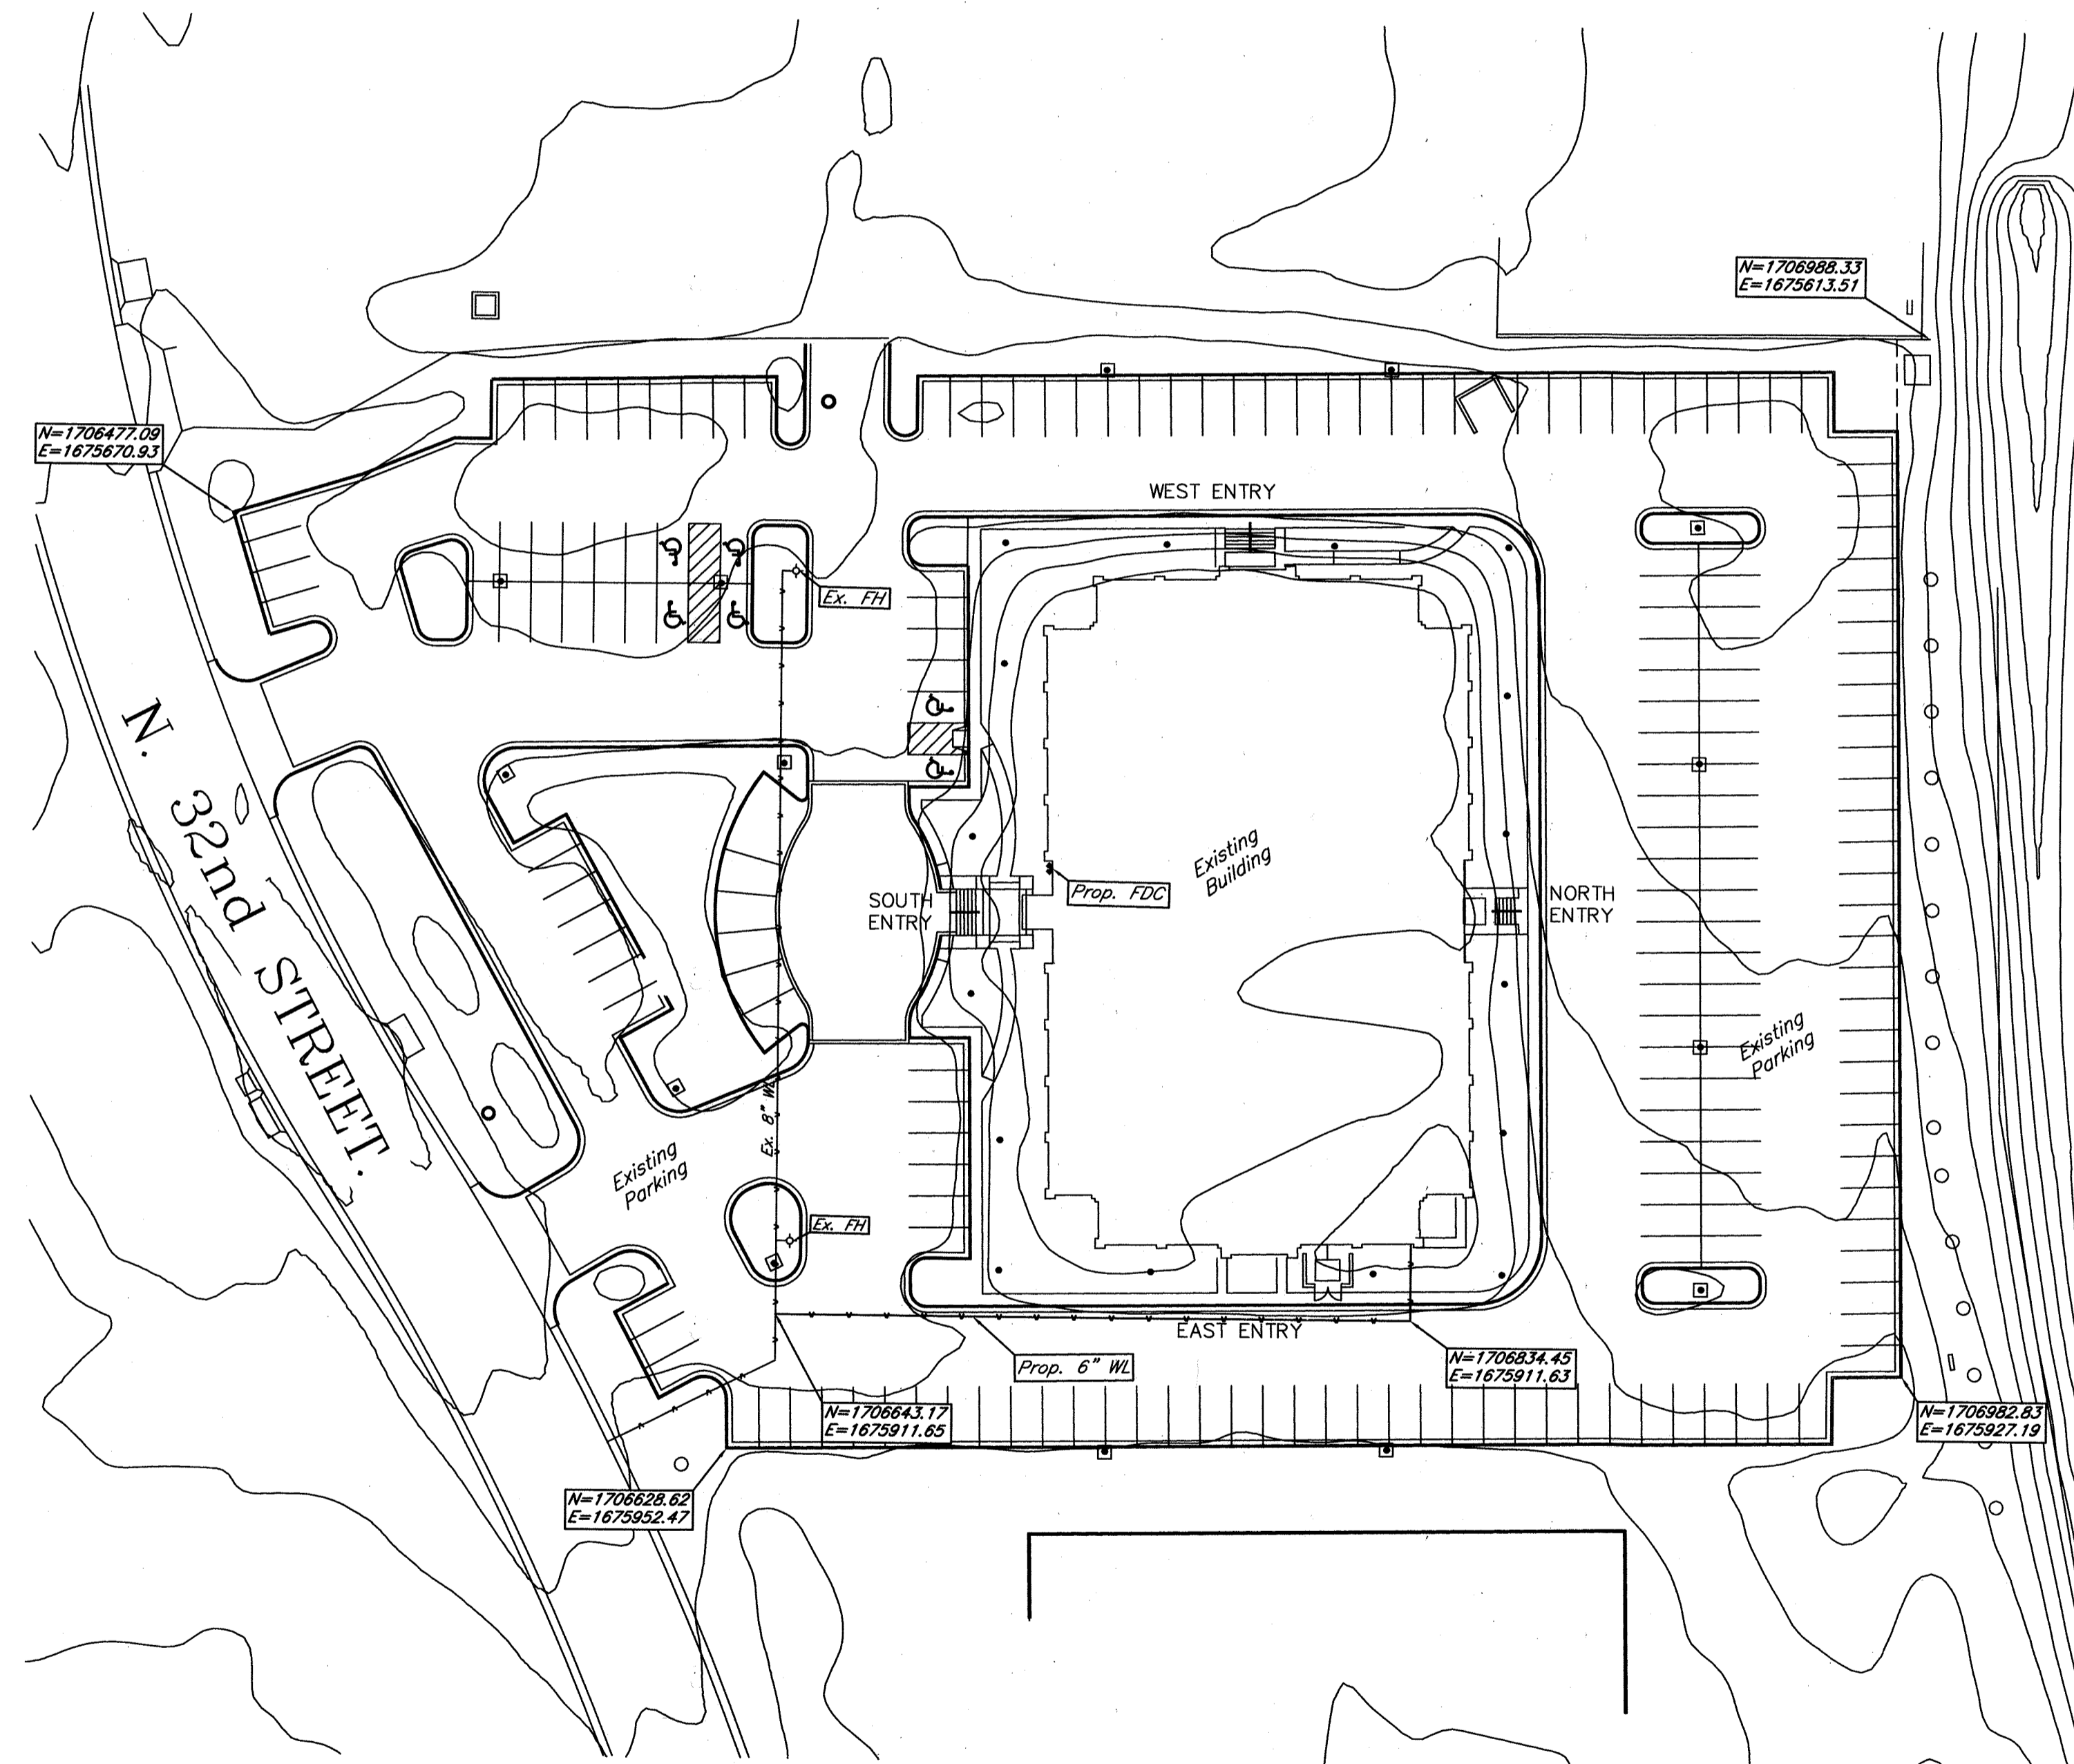 N=1706988.33
E=1675613.51
N=1706477.09
E=1675670.93
WEST ENTRY
Ex. FH
N. 32nd STREET.
Existing
Building
Prop. FDC
SOUTH
ENTRY
NORTH
ENTRY
Existing
Parking
Ex. 8" WL
Existing
Parking
Ex. FH
EAST ENTRY
Prop. 6" WL
N=1706834.45
E=1675911.63
N=1706643.17
E=1675911.65
N=1706982.83
E=1675927.19
N=1706628.62
E=1675952.47